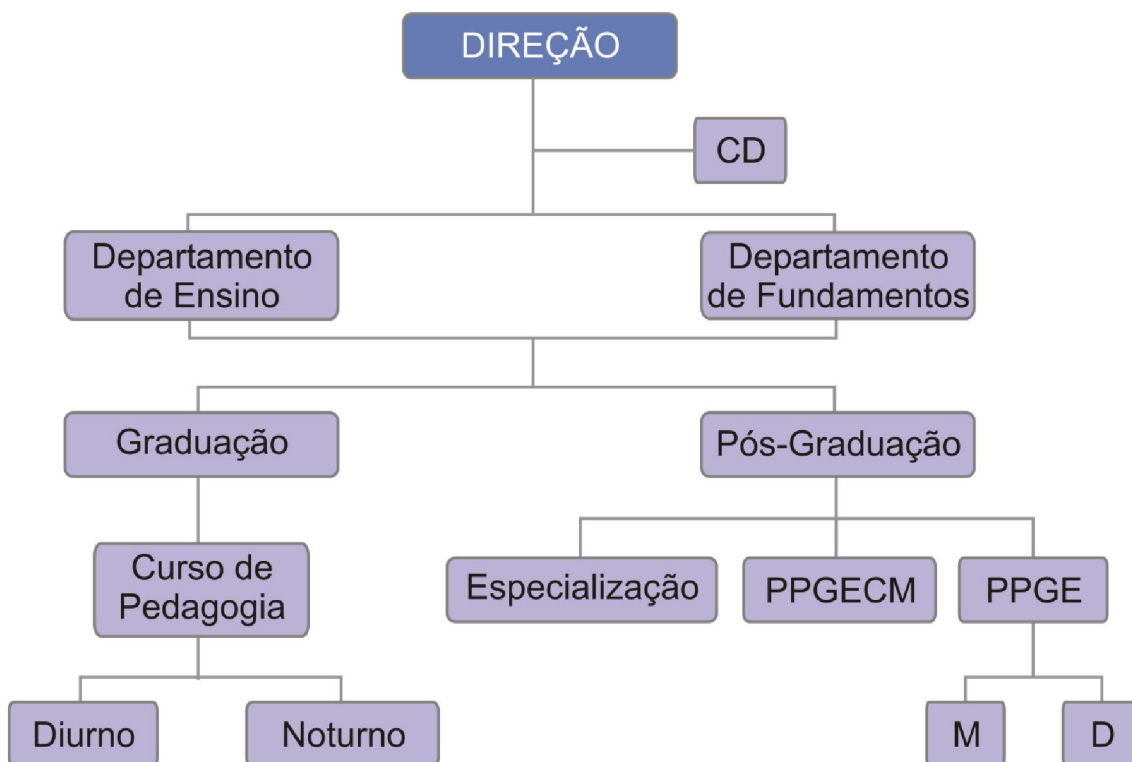 DIREÇÃO
CD
Departamento
de Ensino
Departamento
de Fundamentos
Graduação
Pós-Graduação
Curso de
Pedagogia
Especialização
PPGECM
PPGE
Diurno
Noturno
M
D